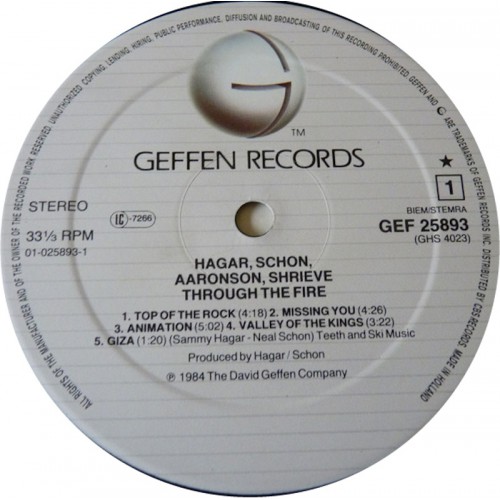 ALL RIGHTS OF THE MANUFACTURER AND OF THE OWNER OF THE RECORDED WORK RESERVED UNAUTHORIZED COPYING, LENDING, HIRING, PUBLIC PERFORMANCE, DIFFUSION AND BROADCASTING OF THIS RECORDING PROHIBITED GEFFEN AND G ARE TRADEMARKS OF GEFFEN RECORDS INC. DISTRIBUTED BY CBS-RECORDS. MADE IN HOLLAND
G
TM
GEFFEN RECORDS
STEREO
LC-7266
★
1
BIEM/STEMRA
33⅓ RPM
GEF 25893
01-025893-1
(GHS 4023)
HAGAR, SCHON,
AARONSON, SHRIEVE
THROUGH THE FIRE
1. TOP OF THE ROCK (4:18) 2. MISSING YOU (4:26)
3. ANIMATION (5:02) 4. VALLEY OF THE KINGS (3:22)
5. GIZA (1:20) (Sammy Hagar - Neal Schon) Teeth and Ski Music
Produced by Hagar / Schon
℗ 1984 The David Geffen Company